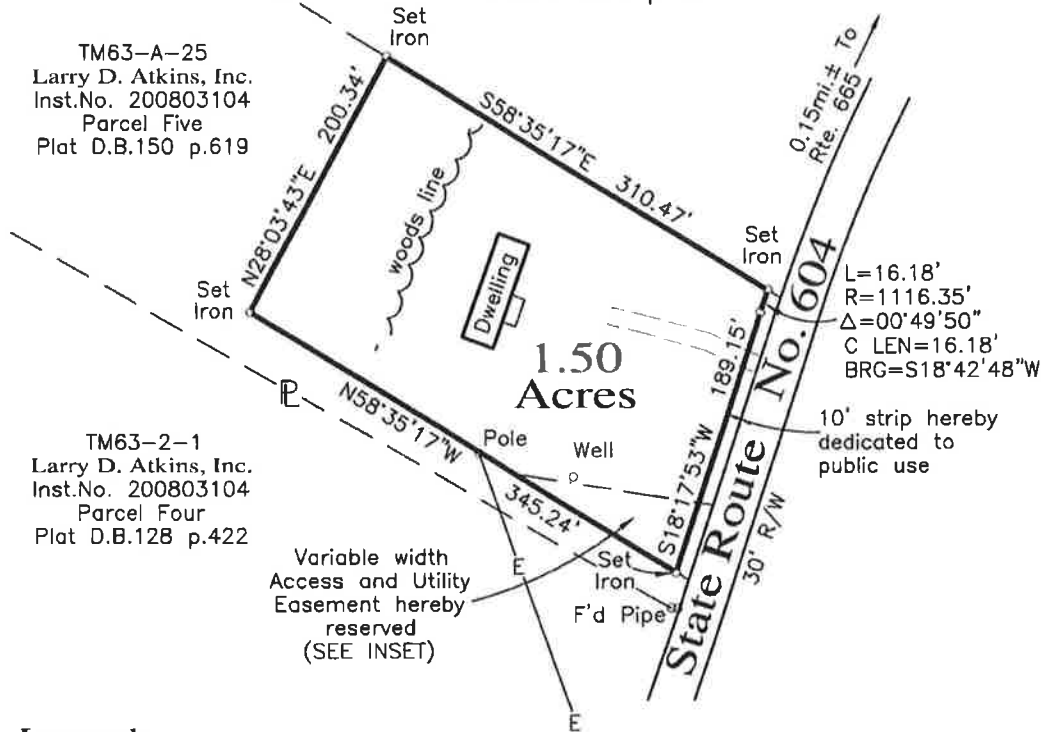 Set
Iron
TM63-A-25
Larry D. Atkins, Inc.
Inst.No. 200803104
Parcel Five
Plat D.B.150 p.619
N28°03'43"E 200.34'
S58°35'17"E 310.47'
0.15mi.± To
Rte. 665
woods line
Dwelling
Set
Iron
Set
Iron
L=16.18'
R=1116.35'
Δ=00°49'50"
C LEN=16.18'
BRG=S18°42'48"W
1.50
Acres
S18°17'53"W 189.15'
10' strip hereby
dedicated to
public use
State Route No. 604
30' R/W
PL
N58°35'17"W 345.24'
Pole
Well
TM63-2-1
Larry D. Atkins, Inc.
Inst.No. 200803104
Parcel Four
Plat D.B.128 p.422
Variable width
Access and Utility
Easement hereby
reserved
(SEE INSET)
E
Set
Iron
F'd Pipe
E